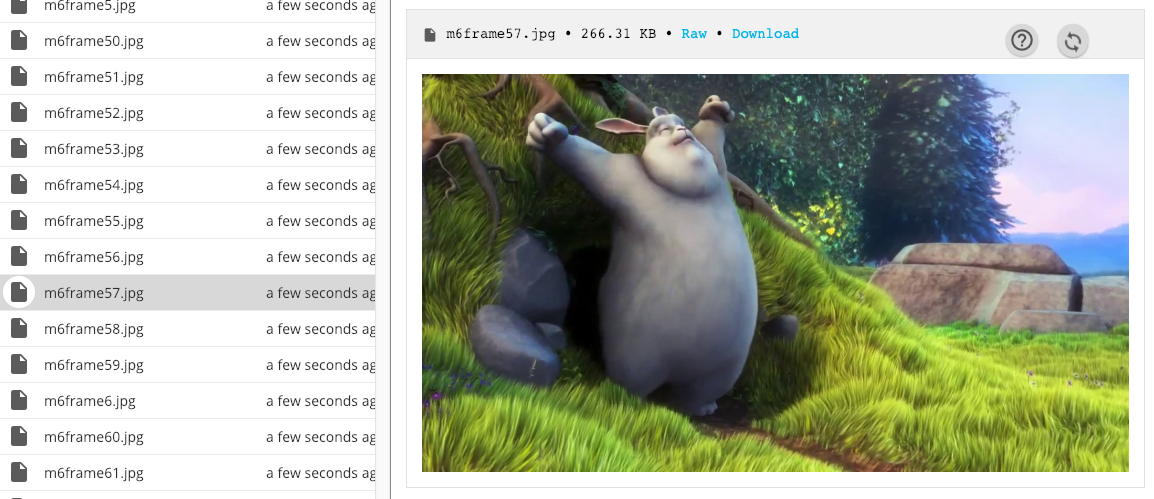 m6frame5.jpg a few seconds ag
m6frame50.jpg a few seconds ag
m6frame51.jpg a few seconds ag
m6frame52.jpg a few seconds ag
m6frame53.jpg a few seconds ag
m6frame54.jpg a few seconds ag
m6frame55.jpg a few seconds ag
m6frame56.jpg a few seconds ag
m6frame57.jpg a few seconds ag
m6frame58.jpg a few seconds ag
m6frame59.jpg a few seconds ag
m6frame6.jpg a few seconds ag
m6frame60.jpg a few seconds ag
m6frame61.jpg a few seconds ag
m6frame57.jpg • 266.31 KB • Raw • Download